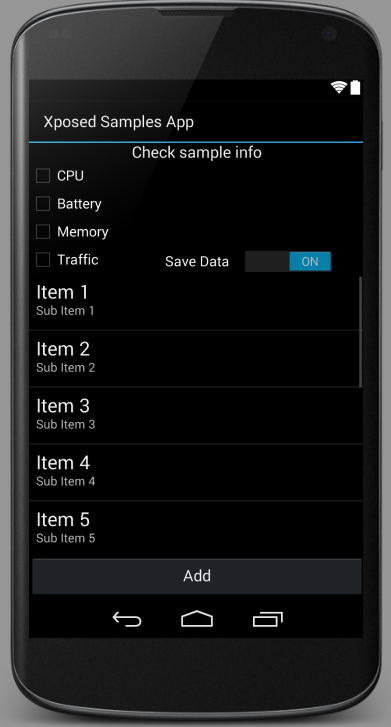 Xposed Samples App
Check sample info
CPU
Battery
Memory
Traffic
Save Data ON
Item 1
Sub Item 1
Item 2
Sub Item 2
Item 3
Sub Item 3
Item 4
Sub Item 4
Item 5
Sub Item 5
Add